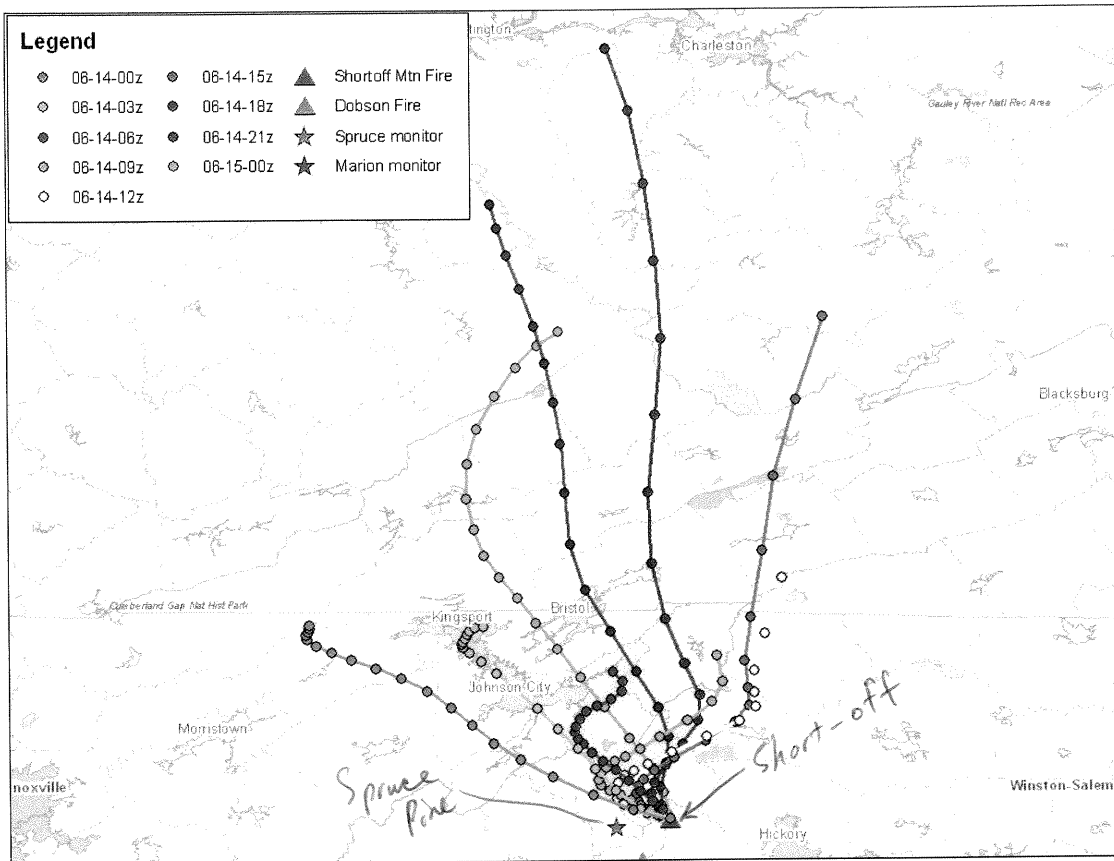 Legend
06-14-00z 06-14-15z Shortoff Mtn Fire
06-14-03z 06-14-18z Dobson Fire
06-14-06z 06-14-21z Spruce monitor
06-14-09z 06-15-00z Marion monitor
06-14-12z
tington
Charleston
Gauley River Natl Rec Area
Blacksburg
Cumberland Gap Nat Hist Park
Kingsport
Bristol
Johnson City
Morristown
Short-off
noxville
Spruce
Pine
Winston-Salem
Hickory